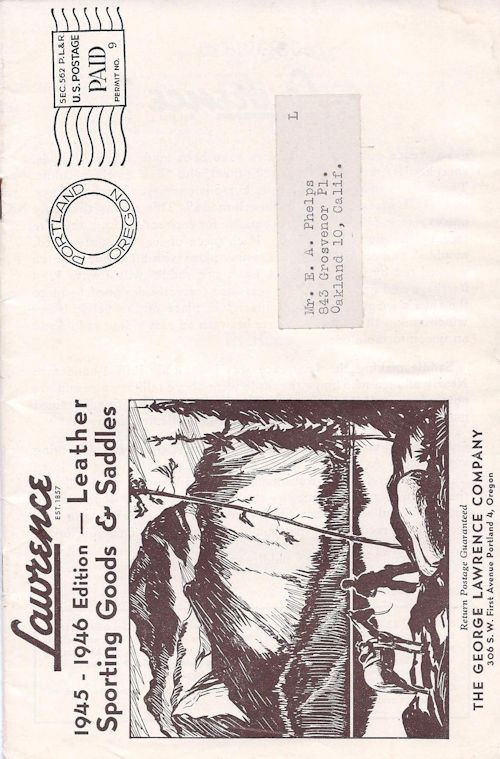 Lawrence
EST. 1857
1945 - 1946 Edition — Leather
Sporting Goods & Saddles
Return Postage Guaranteed
THE GEORGE LAWRENCE COMPANY
306 S. W. First Avenue Portland 4, Oregon
L
Mr. E. A. Phelps
843 Grosvenor Pl.
Oakland 10, Calif.
SEC. 562 P.L.&R.
U.S. POSTAGE
PAID
PERMIT NO. 9
PORTLAND
OREGON